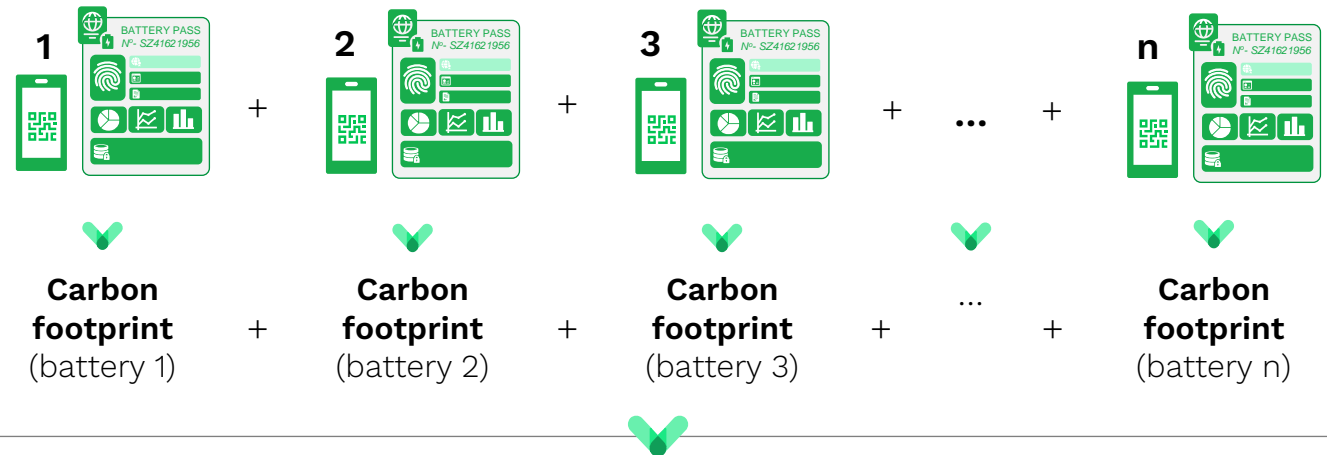 1
BATTERY PASS
Nº- SZ41621956
+
2
BATTERY PASS
Nº- SZ41621956
+
3
BATTERY PASS
Nº- SZ41621956
+
...
+
n
BATTERY PASS
Nº- SZ41621956
Carbon
footprint
(battery 1)
+
Carbon
footprint
(battery 2)
+
Carbon
footprint
(battery 3)
+
...
+
Carbon
footprint
(battery n)